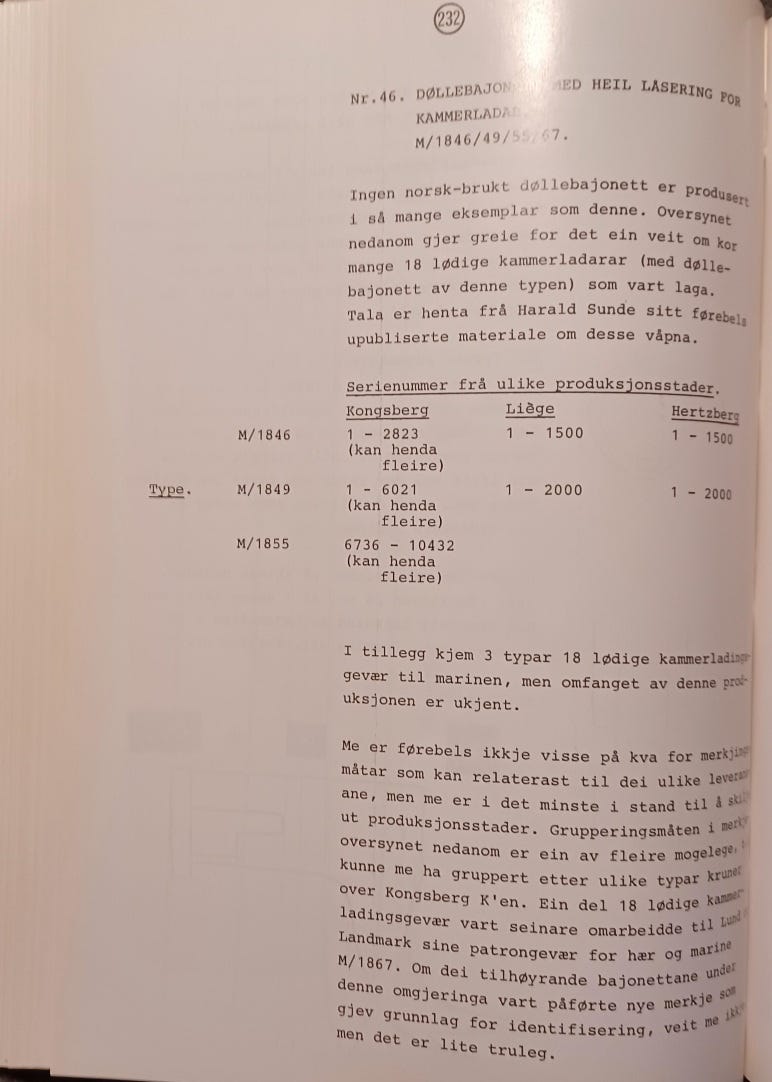 232
Nr.46. DØLLEBAJON MED HEIL LÅSERING FOR
KAMMERLADAR
M/1846/49/55/67.
Ingen norsk-brukt døllebajonett er produsert
i så mange eksemplar som denne. Oversynet
nedanom gjer greie for det ein veit om kor
mange 18 lødige kammerladarar (med dølle-
bajonett av denne typen) som vart laga.
Tala er henta frå Harald Sunde sitt førebels
upubliserte materiale om desse våpna.
Serienummer frå ulike produksjonsstader.
Kongsberg Liège Hertzberg
M/1846 1 - 2823 1 - 1500 1 - 1500
(kan henda
fleire)
Type. M/1849 1 - 6021 1 - 2000 1 - 2000
(kan henda
fleire)
M/1855 6736 - 10432
(kan henda
fleire)
I tillegg kjem 3 typar 18 lødige kammerladings-
gevær til marinen, men omfanget av denne prod-
uksjonen er ukjent.
Me er førebels ikkje visse på kva for merkjings
måtar som kan relaterast til dei ulike leveran
ane, men me er i det minste i stand til å skil
ut produksjonsstader. Grupperingsmåten i merkj
oversynet nedanom er ein av fleire mogelege,
kunne me ha gruppert etter ulike typar kruner
over Kongsberg K'en. Ein del 18 lødige kammer-
ladingsgevær vart seinare omarbeidde til Lund
Landmark sine patrongevær for hær og marine
M/1867. Om dei tilhøyrande bajonettane under
denne omgjeringa vart påførte nye merkje som
gjev grunnlag for identifisering, veit me ikkje
men det er lite truleg.